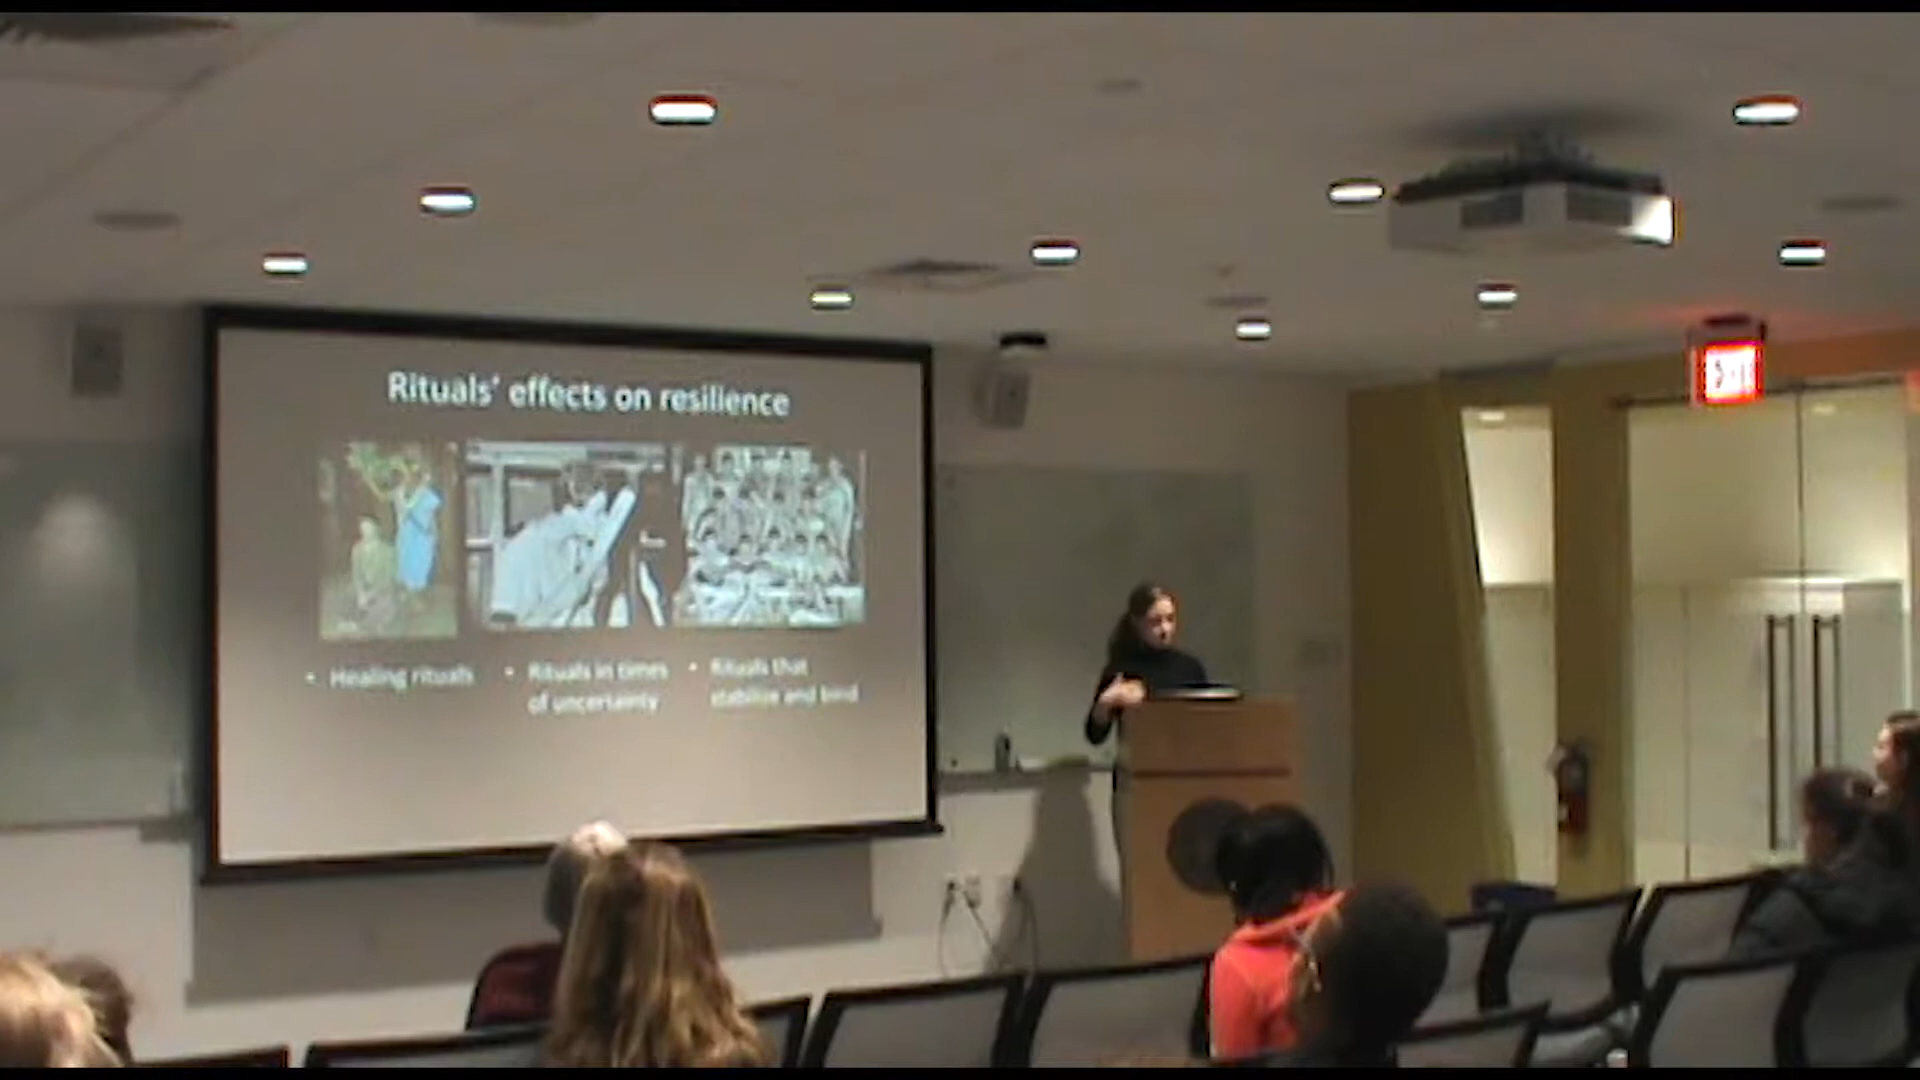 Rituals' effects on resilience
• Healing rituals
• Rituals in times
of uncertainty
• Rituals that
stabilize and bind
EXIT